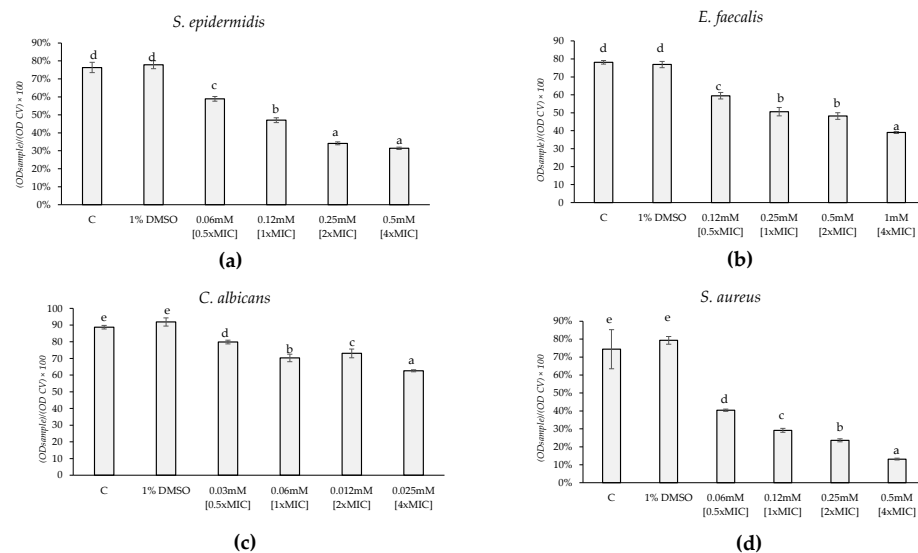 S. epidermidis
90%
80%
70%
60%
50%
40%
30%
20%
10%
0%
(ODsample)/(OD CV) × 100
d
d
c
b
a
a
C
1% DMSO
0.06mM
[0.5xMIC]
0.12mM
[1xMIC]
0.25mM
[2xMIC]
0.5mM
[4xMIC]
(a)
E. faecalis
90
80
70
60
50
40
30
20
10
0
ODsample)/(OD CV) × 100
d
d
c
b
b
a
C
1% DMSO
0.12mM
[0.5xMIC]
0.25mM
[1xMIC]
0.5mM
[2xMIC]
1mM
[4xMIC]
(b)
C. albicans
100
90
80
70
60
50
40
30
20
10
0
(ODsample)/(OD CV) × 100
e
e
d
b
c
a
C
1% DMSO
0.03mM
[0.5xMIC]
0.06mM
[1xMIC]
0.012mM
[2xMIC]
0.025mM
[4xMIC]
(c)
S. aureus
90%
80%
70%
60%
50%
40%
30%
20%
10%
0%
(ODsample)/(OD CV) × 100
e
e
d
c
b
a
C
1% DMSO
0.06mM
[0.5xMIC]
0.12mM
[1xMIC]
0.25mM
[2xMIC]
0.5mM
[4xMIC]
(d)